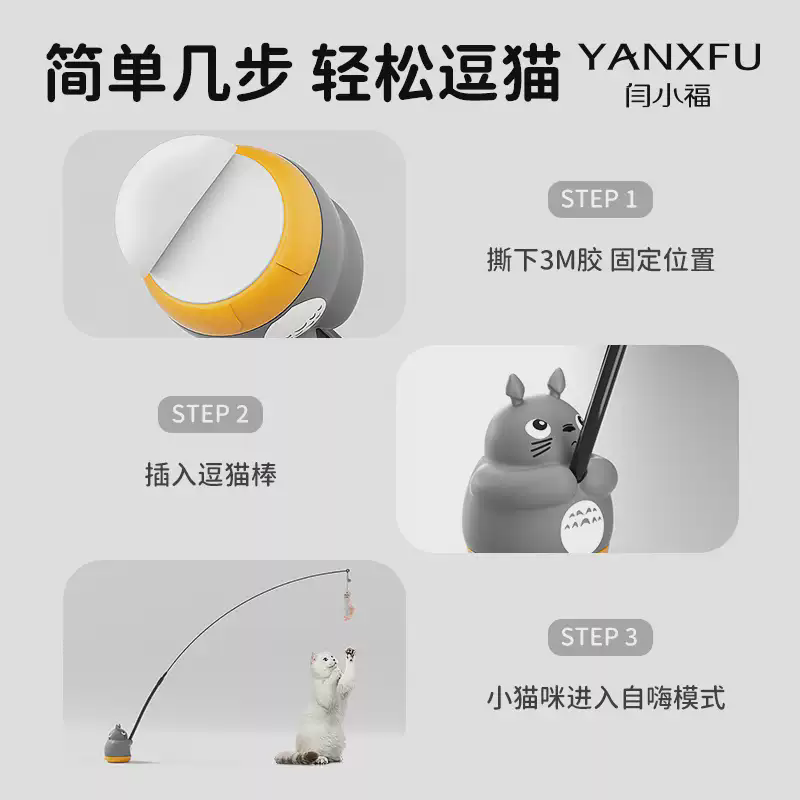 简单几步 轻松逗猫
YANXFU
闫小福
STEP 1
撕下3M胶 固定位置
STEP 2
插入逗猫棒
STEP 3
小猫咪进入自嗨模式